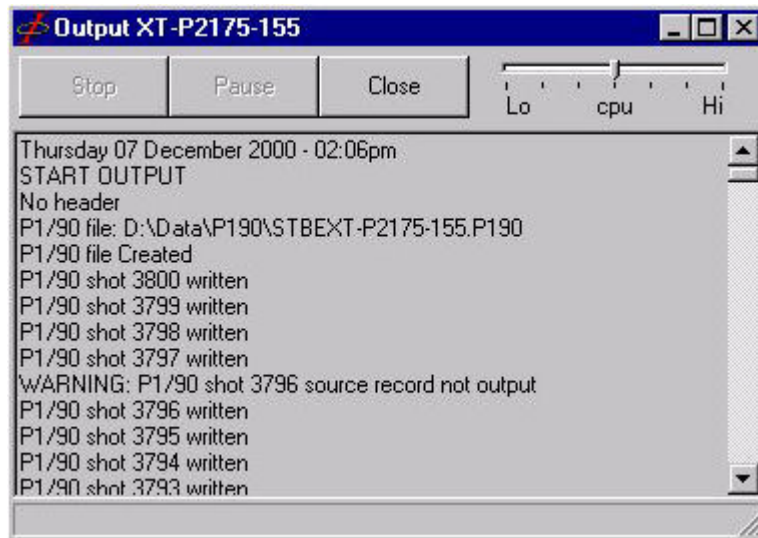 Output XT-P2175-155
Stop Pause Close
Lo cpu Hi
Thursday 07 December 2000 - 02:06pm
START OUTPUT
No header
P1/90 file: D:\Data\P190\STBEXT-P2175-155.P190
P1/90 file Created
P1/90 shot 3800 written
P1/90 shot 3799 written
P1/90 shot 3798 written
P1/90 shot 3797 written
WARNING: P1/90 shot 3796 source record not output
P1/90 shot 3796 written
P1/90 shot 3795 written
P1/90 shot 3794 written
P1/90 shot 3793 written